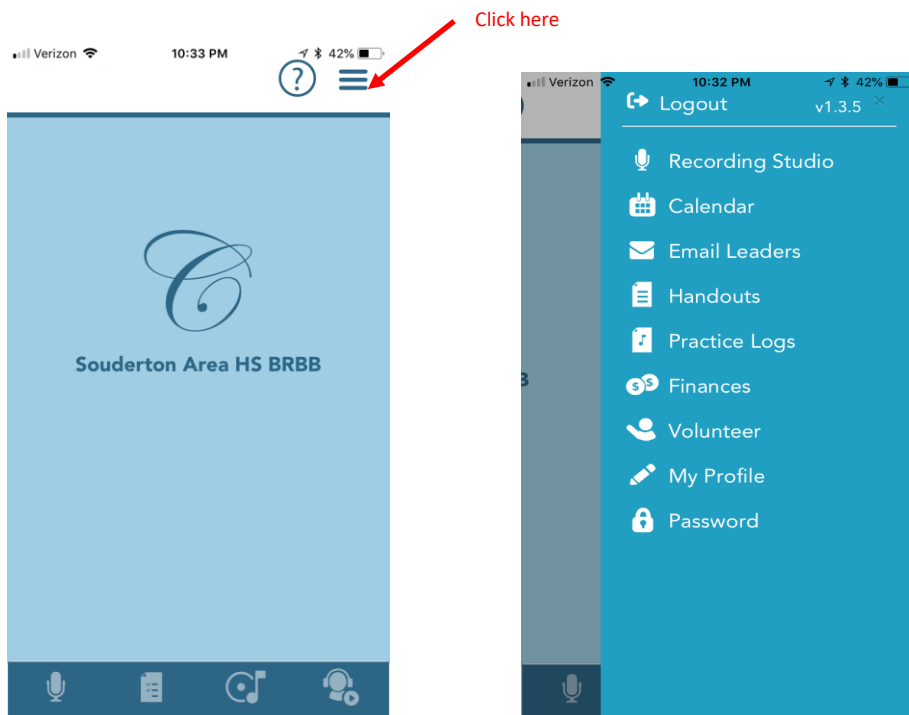 Click here
Verizon 10:33 PM 42%
?
C
Souderton Area HS BRBB
Verizon 10:32 PM 42%
Logout v1.3.5 ×
Recording Studio
Calendar
Email Leaders
Handouts
Practice Logs
$ $ Finances
Volunteer
My Profile
Password